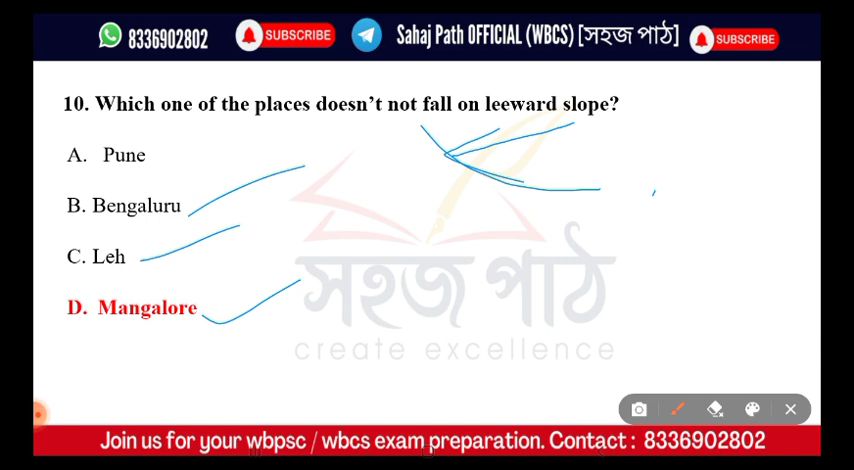 8336902802 SUBSCRIBE Sahaj Path OFFICIAL (WBCS) [সহজ পাঠ] SUBSCRIBE
10. Which one of the places doesn’t not fall on leeward slope?
A. Pune
B. Bengaluru
C. Leh
D. Mangalore
সহজ পাঠ
create excellence
Join us for your wbpsc / wbcs exam preparation. Contact : 8336902802